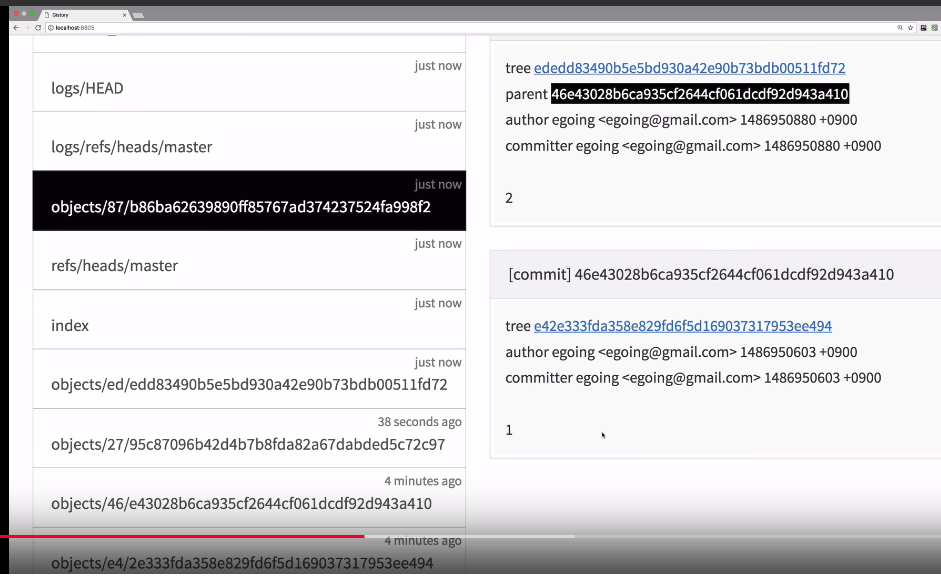 Gistory
localhost:8805
just now
logs/HEAD
just now
logs/refs/heads/master
just now
objects/87/b86ba62639890ff85767ad374237524fa998f2
just now
refs/heads/master
just now
index
just now
objects/ed/edd83490b5e5bd930a42e90b73bdb00511fd72
38 seconds ago
objects/27/95c87096b42d4b7b8fda82a67dabded5c72c97
4 minutes ago
objects/46/e43028b6ca935cf2644cf061dcdf92d943a410
4 minutes ago
objects/e4/2e333fda358e829fd6f5d169037317953ee494
tree ededd83490b5e5bd930a42e90b73bdb00511fd72
parent 46e43028b6ca935cf2644cf061dcdf92d943a410
author egoing <egoing@gmail.com> 1486950880 +0900
committer egoing <egoing@gmail.com> 1486950880 +0900
2
[commit] 46e43028b6ca935cf2644cf061dcdf92d943a410
tree e42e333fda358e829fd6f5d169037317953ee494
author egoing <egoing@gmail.com> 1486950603 +0900
committer egoing <egoing@gmail.com> 1486950603 +0900
1